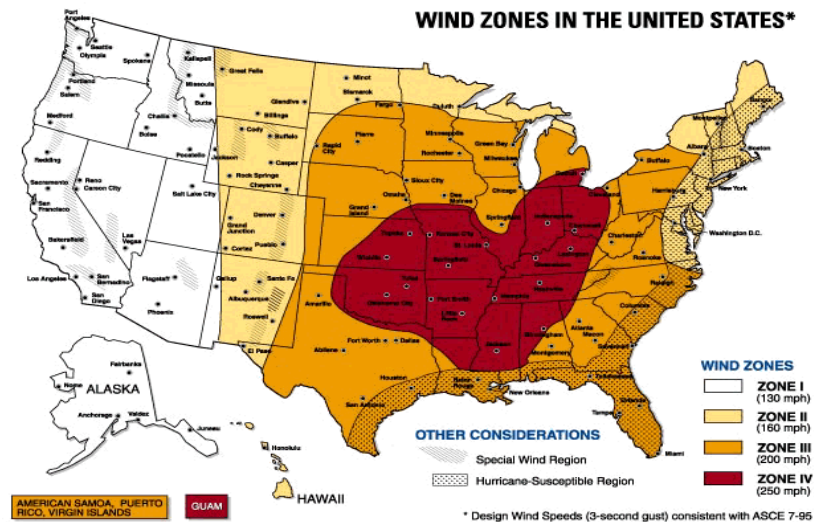 WIND ZONES IN THE UNITED STATES*
Port
Angeles
Seattle
Olympia
Spokane
Kalispell
Great Falls
Minot
Portland
Missoula
Glendive
Bismarck
Fargo
Duluth
Salem
Butte
Billings
Bangor
Medford
Challis
Cody
Buffalo
Pierre
Minneapolis
Green Bay
Montpelier
Boise
Rapid
City
Rochester
Milwaukee
Albany
Boston
Redding
Pocatello
Jackson
Casper
Buffalo
Detroit
Rock Springs
Sioux City
Chicago
Cleveland
New York
Sacramento
Reno
Carson City
Salt Lake City
Cheyenne
Omaha
Des
Moines
Harrisburg
San
Francisco
Denver
Grand
Island
Springfield
Indianapolis
Grand
Junction
Topeka
Kansas City
St. Louis
Cincinnati
Charleston
Washington D.C.
Las
Vegas
Cortez
Pueblo
Bakersfield
Wichita
Lexington
Roanoke
Raleigh
Los Angeles
San
Bernadino
Flagstaff
Gallup
Santa Fe
Tulsa
Nashville
San
Diego
Albuquerque
Amarillo
Oklahoma City
Fort Smith
Memphis
Columbia
Phoenix
Roswell
Little
Rock
Atlanta
Macon
Birmingham
Savannah
El Paso
Fort Worth
Dallas
Abilene
Jackson
Montgomery
Houston
Baton
Rouge
Tallahassee
New Orleans
Orlando
San Antonio
Tampa
Miami
Fairbanks
Nome
ALASKA
Anchorage
Valdez
Juneau
Honolulu
HAWAII
OTHER CONSIDERATIONS
Special Wind Region
Hurricane-Susceptible Region
WIND ZONES
ZONE I
(130 mph)
ZONE II
(160 mph)
ZONE III
(200 mph)
ZONE IV
(250 mph)
AMERICAN SAMOA, PUERTO
RICO, VIRGIN ISLANDS
GUAM
* Design Wind Speeds (3-second gust) consistent with ASCE 7-95